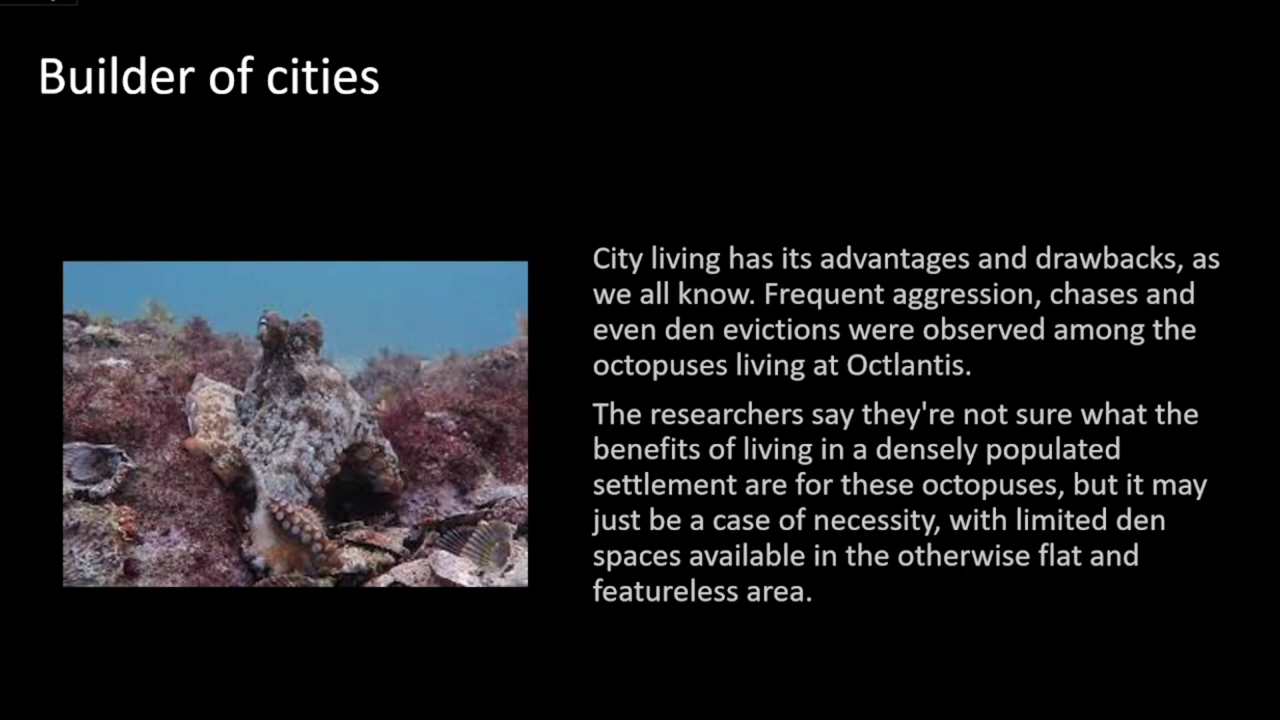 Builder of cities
City living has its advantages and drawbacks, as
we all know. Frequent aggression, chases and
even den evictions were observed among the
octopuses living at Octlantis.
The researchers say they're not sure what the
benefits of living in a densely populated
settlement are for these octopuses, but it may
just be a case of necessity, with limited den
spaces available in the otherwise flat and
featureless area.